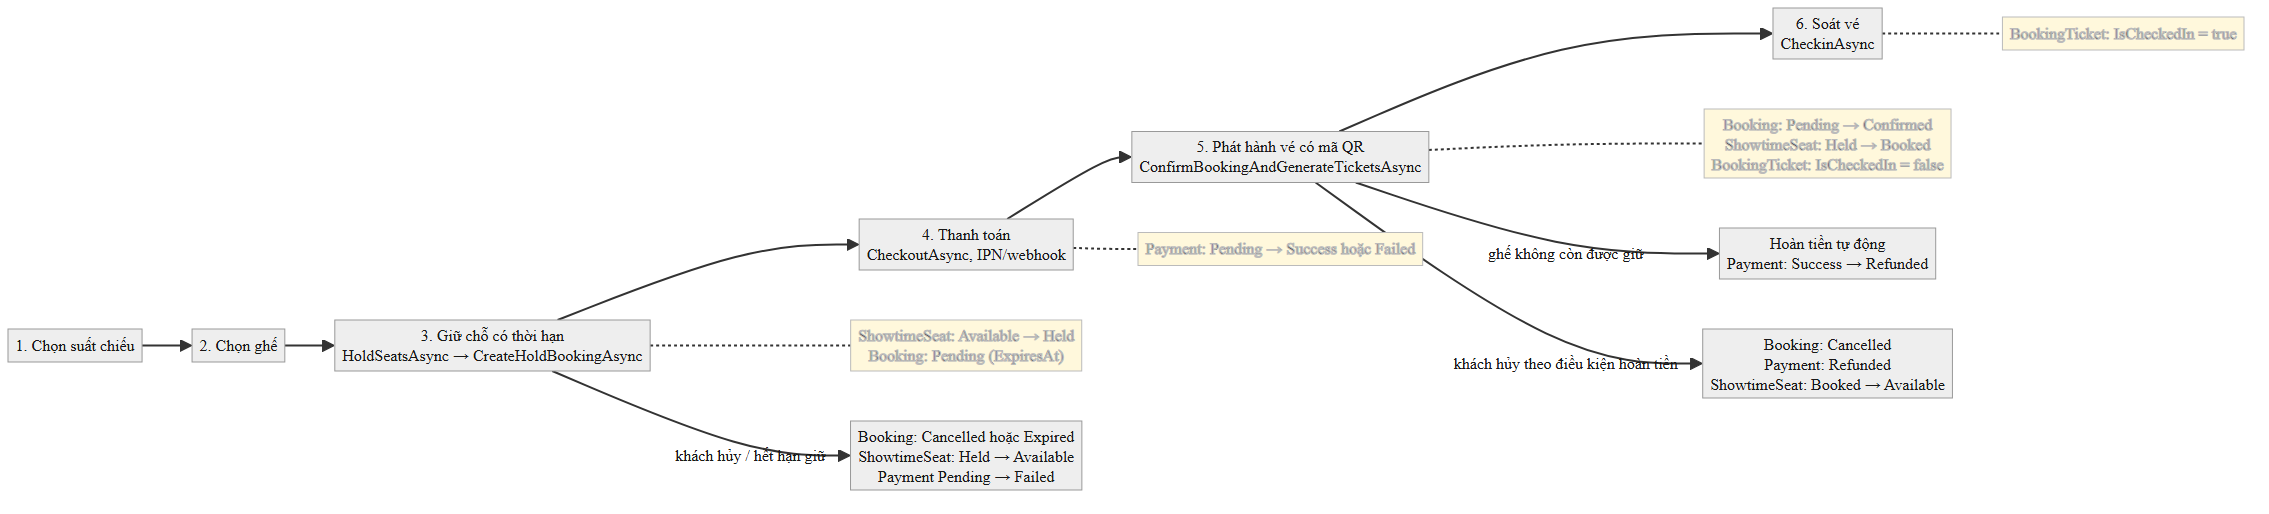 1. Chọn suất chiếu
2. Chọn ghế
3. Giữ chỗ có thời hạn
HoldSeatsAsync → CreateHoldBookingAsync
ShowtimeSeat: Available → Held
Booking: Pending (ExpiresAt)
khách hủy / hết hạn giữ
Booking: Cancelled hoặc Expired
ShowtimeSeat: Held → Available
Payment Pending → Failed
4. Thanh toán
CheckoutAsync, IPN/webhook
Payment: Pending → Success hoặc Failed
5. Phát hành vé có mã QR
ConfirmBookingAndGenerateTicketsAsync
Booking: Pending → Confirmed
ShowtimeSeat: Held → Booked
BookingTicket: IsCheckedIn = false
ghế không còn được giữ
Hoàn tiền tự động
Payment: Success → Refunded
khách hủy theo điều kiện hoàn tiền
Booking: Cancelled
Payment: Refunded
ShowtimeSeat: Booked → Available
6. Soát vé
CheckinAsync
BookingTicket: IsCheckedIn = true